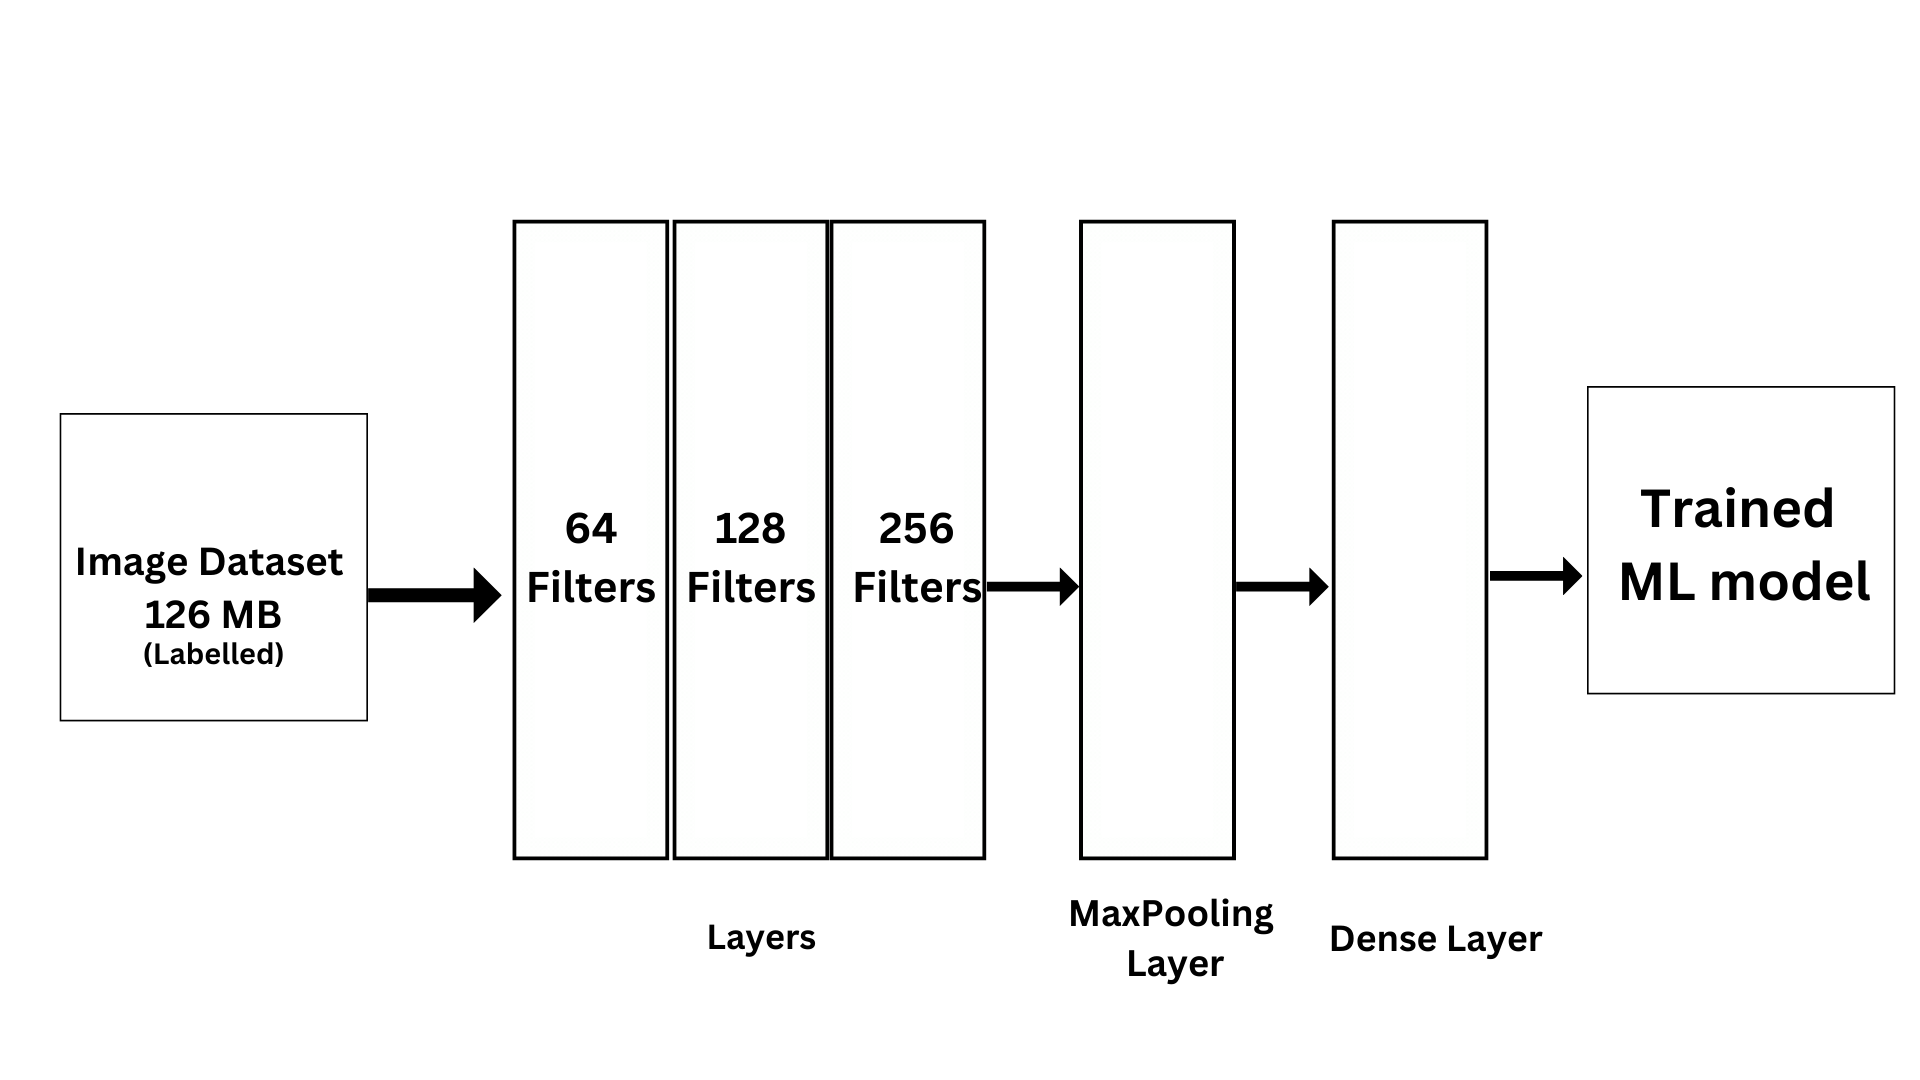 Image Dataset
126 MB
(Labelled)
64
Filters
128
Filters
256
Filters
Layers
MaxPooling
Layer
Dense Layer
Trained
ML model